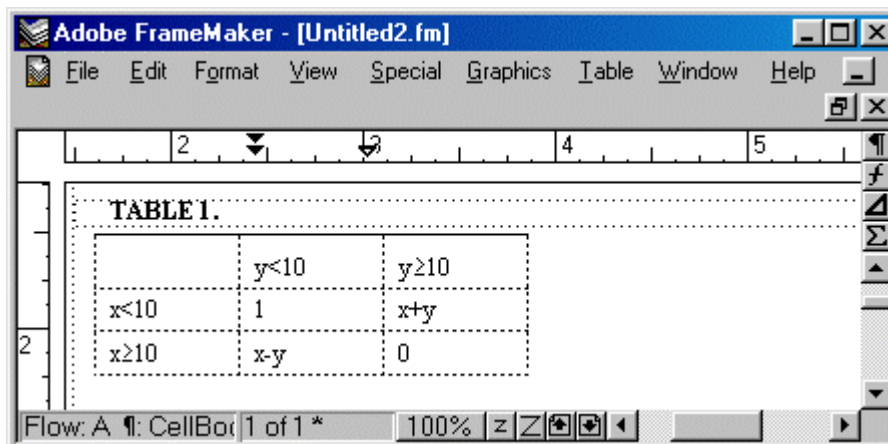 Adobe FrameMaker - [Untitled2.fm]
File Edit Format View Special Graphics Table Window Help
2 3 4 5
TABLE 1.
y<10 y≥10
x<10 1 x+y
2
x≥10 x-y 0
Flow: A ¶: CellBo 1 of 1 * 100% z Z